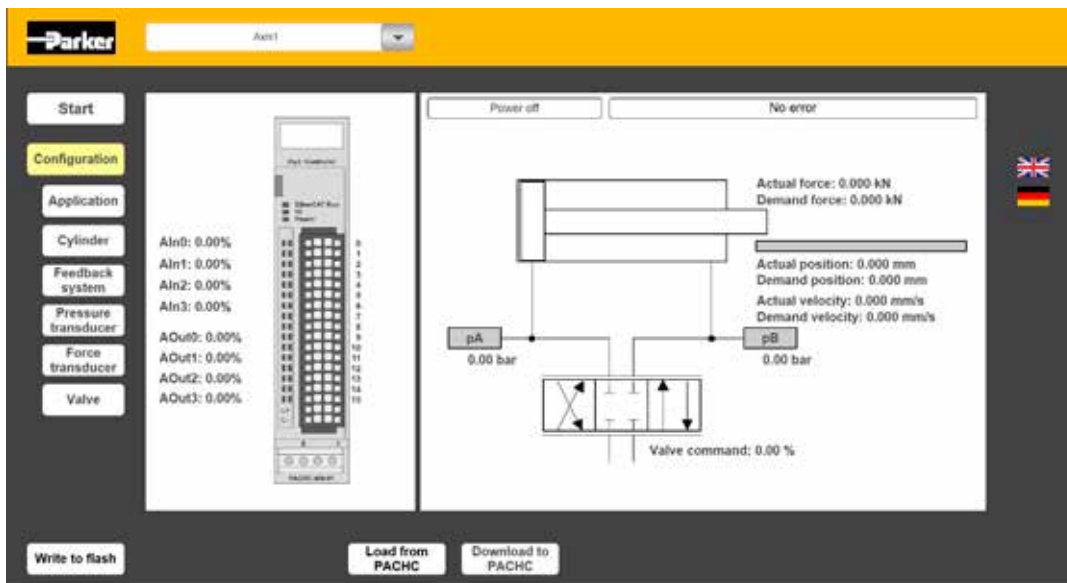 Parker
Axis1
Start
Configuration
Application
Cylinder
Feedback
system
Pressure
transducer
Force
transducer
Valve
Write to flash
AIn0: 0.00%
AIn1: 0.00%
AIn2: 0.00%
AIn3: 0.00%
AOut0: 0.00%
AOut1: 0.00%
AOut2: 0.00%
AOut3: 0.00%
EtherCAT Run
0
1
2
3
4
5
6
7
8
9
10
11
12
13
14
15
Power off
No error
Actual force: 0.000 kN
Demand force: 0.000 kN
Actual position: 0.000 mm
Demand position: 0.000 mm
Actual velocity: 0.000 mm/s
Demand velocity: 0.000 mm/s
pA
0.00 bar
pB
0.00 bar
Valve command: 0.00 %
Load from
PACHC
Download to
PACHC